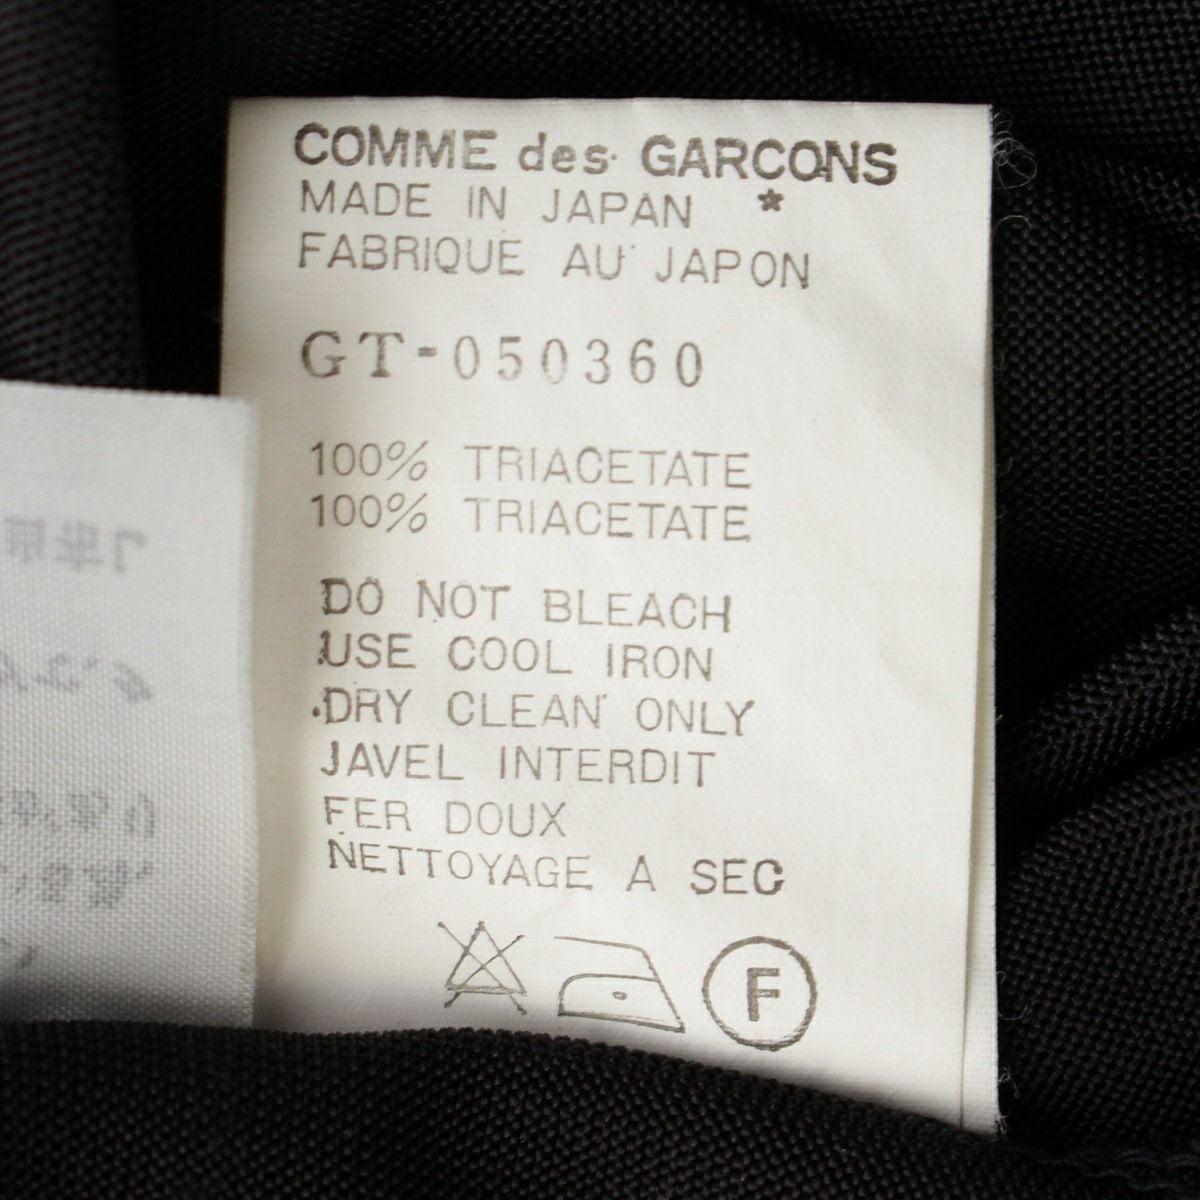 COMME des GARCONS
MADE IN JAPAN *
FABRIQUE AU JAPON
GT-050360
100% TRIACETATE
100% TRIACETATE
DO NOT BLEACH
USE COOL IRON
DRY CLEAN ONLY
JAVEL INTERDIT
FER DOUX
NETTOYAGE A SEC
F